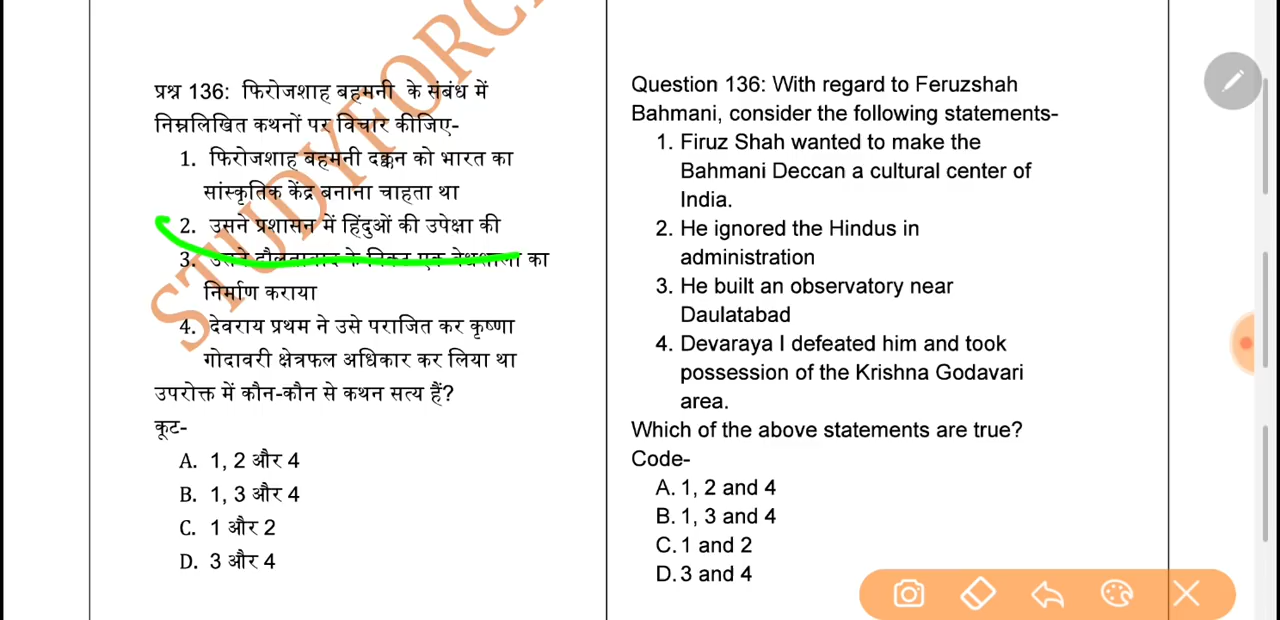 प्रश्न 136: फिरोजशाह बहमनी के संबंध में
निम्नलिखित कथनों पर विचार कीजिए-
1. फिरोजशाह बहमनी दक्कन को भारत का
सांस्कृतिक केंद्र बनाना चाहता था
2. उसने प्रशासन में हिंदुओं की उपेक्षा की
3. उसने दौलताबाद के निकट एक वेधशाला का
निर्माण कराया
4. देवराय प्रथम ने उसे पराजित कर कृष्णा
गोदावरी क्षेत्रफल अधिकार कर लिया था
उपरोक्त में कौन-कौन से कथन सत्य हैं?
कूट-
A. 1, 2 और 4
B. 1, 3 और 4
C. 1 और 2
D. 3 और 4
STUDYFORC
Question 136: With regard to Feruzshah
Bahmani, consider the following statements-
1. Firuz Shah wanted to make the
Bahmani Deccan a cultural center of
India.
2. He ignored the Hindus in
administration
3. He built an observatory near
Daulatabad
4. Devaraya I defeated him and took
possession of the Krishna Godavari
area.
Which of the above statements are true?
Code-
A. 1, 2 and 4
B. 1, 3 and 4
C. 1 and 2
D. 3 and 4